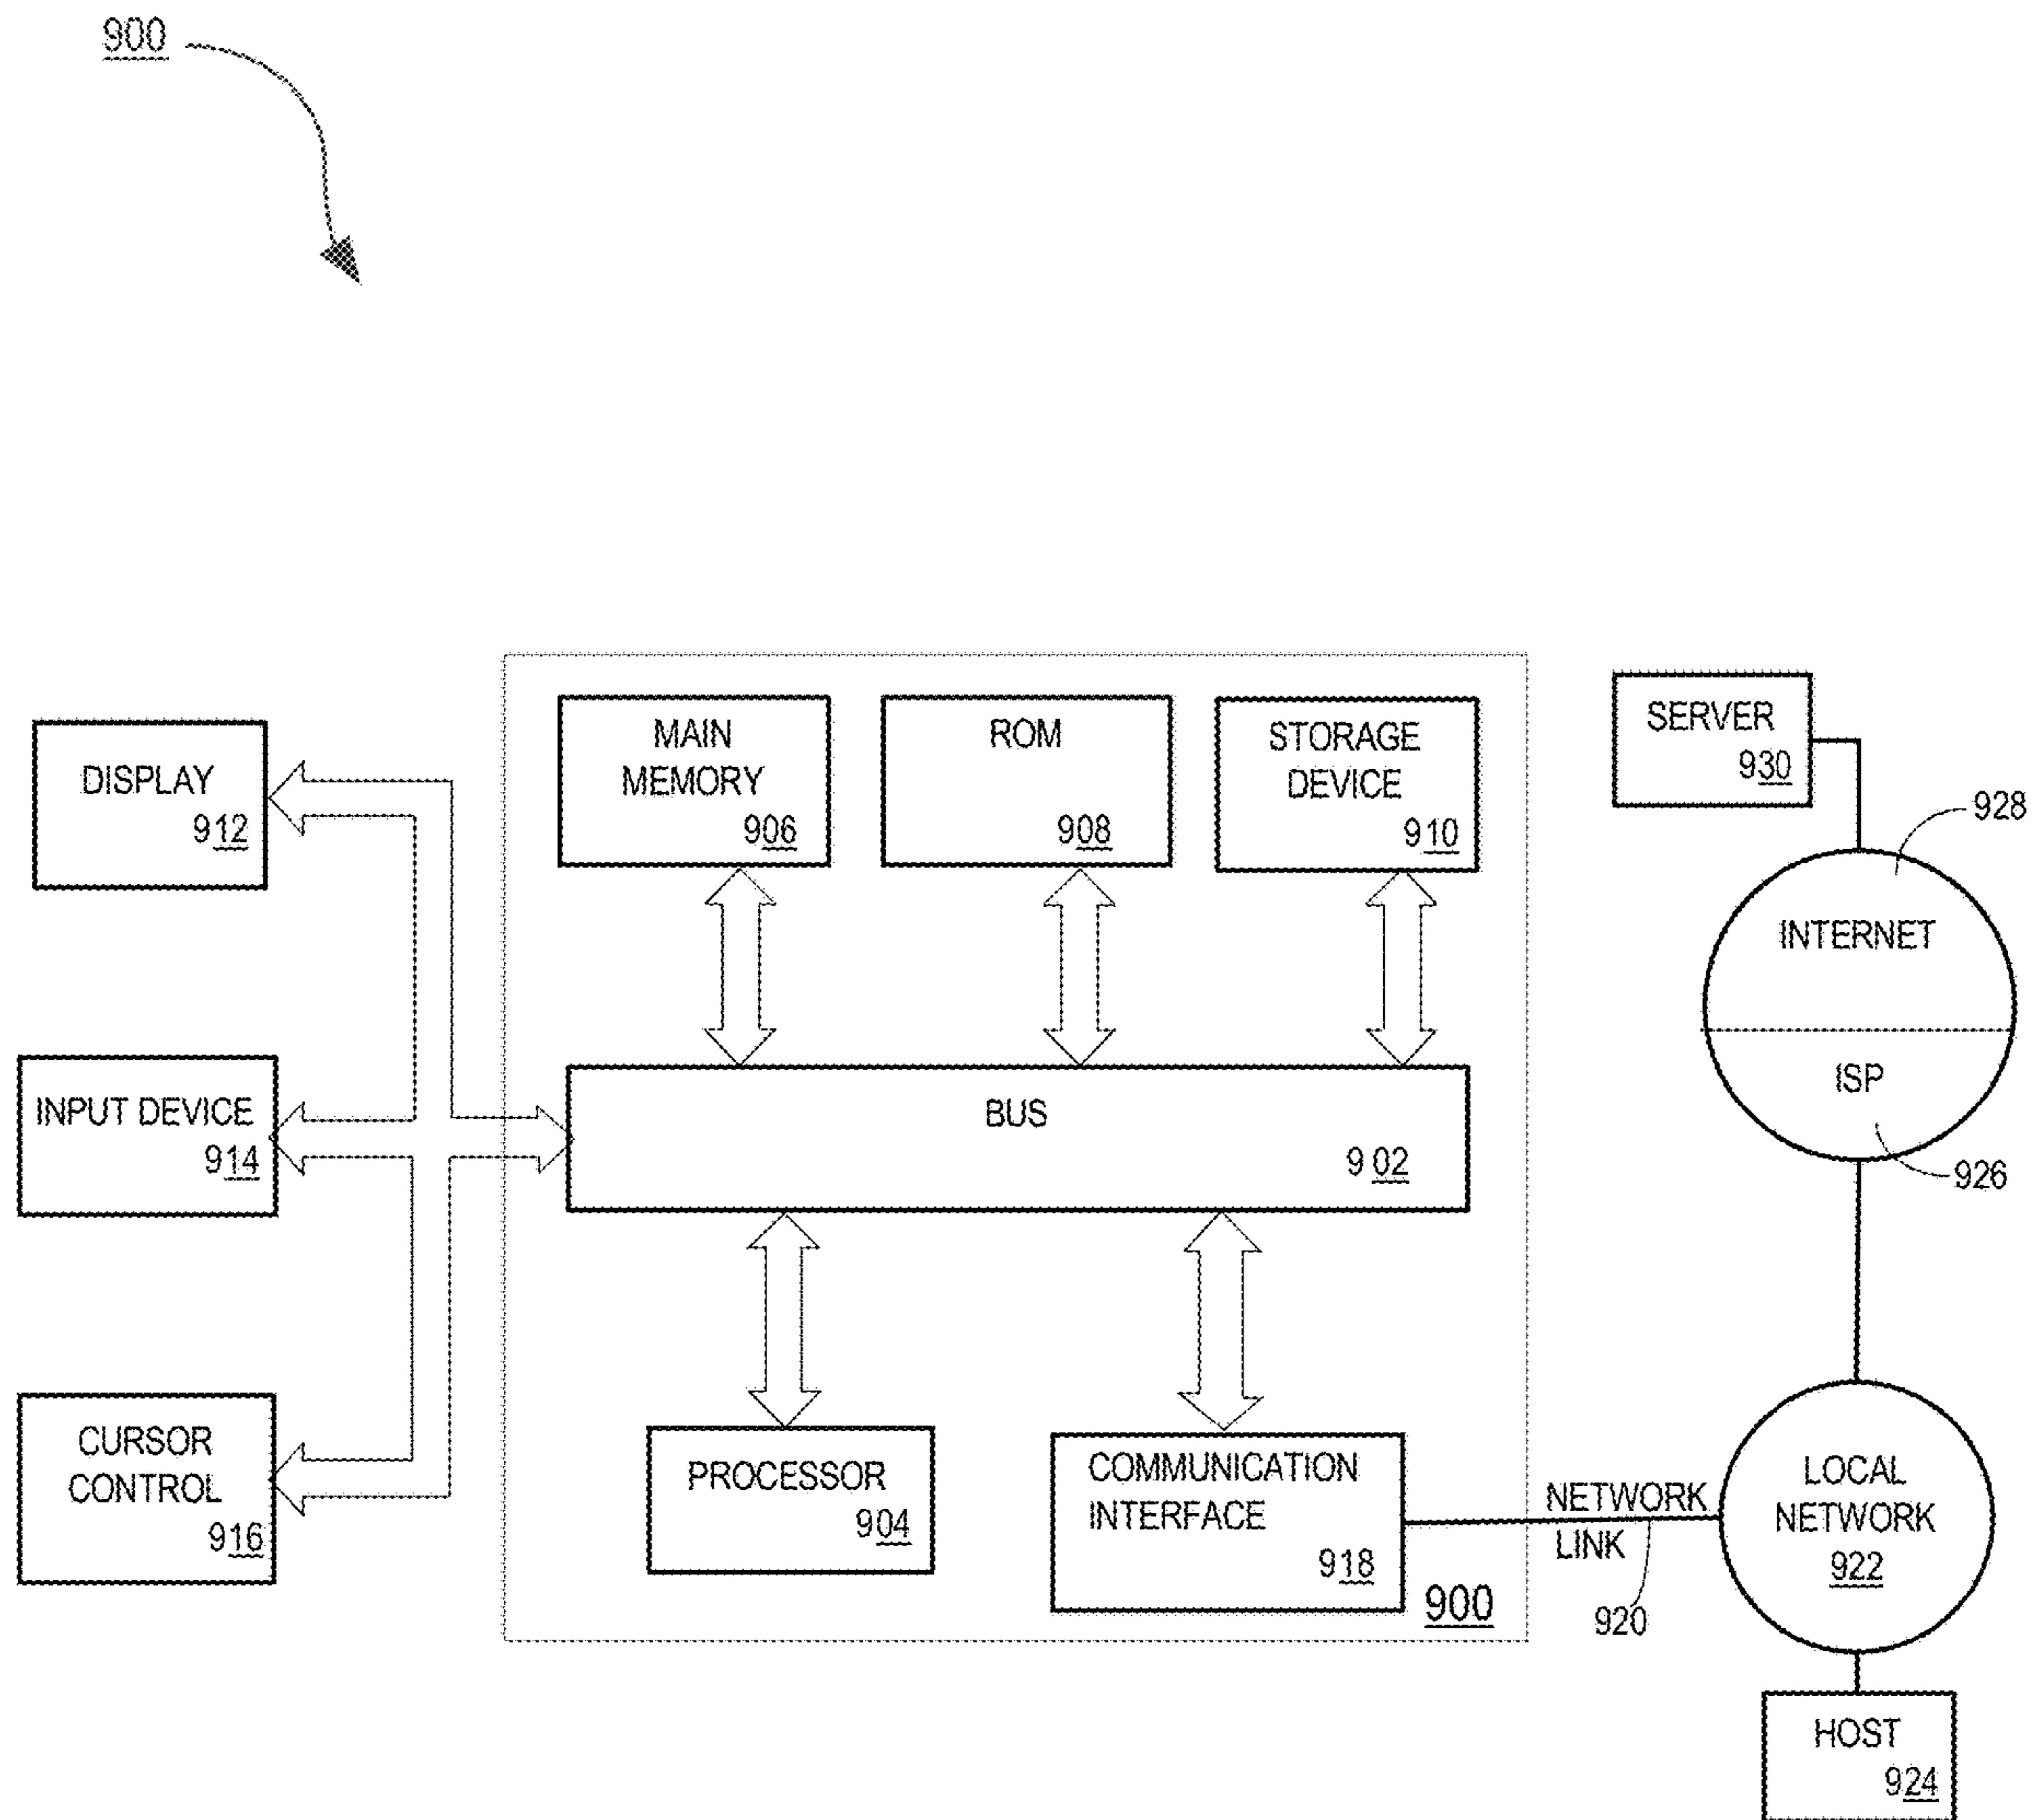 900
DISPLAY
912
INPUT DEVICE
914
CURSOR
CONTROL
916
MAIN
MEMORY
906
ROM
908
STORAGE
DEVICE
910
BUS
902
PROCESSOR
904
COMMUNICATION
INTERFACE
918
900
SERVER
930
928
INTERNET
ISP
926
NETWORK
LINK
920
LOCAL
NETWORK
922
HOST
924